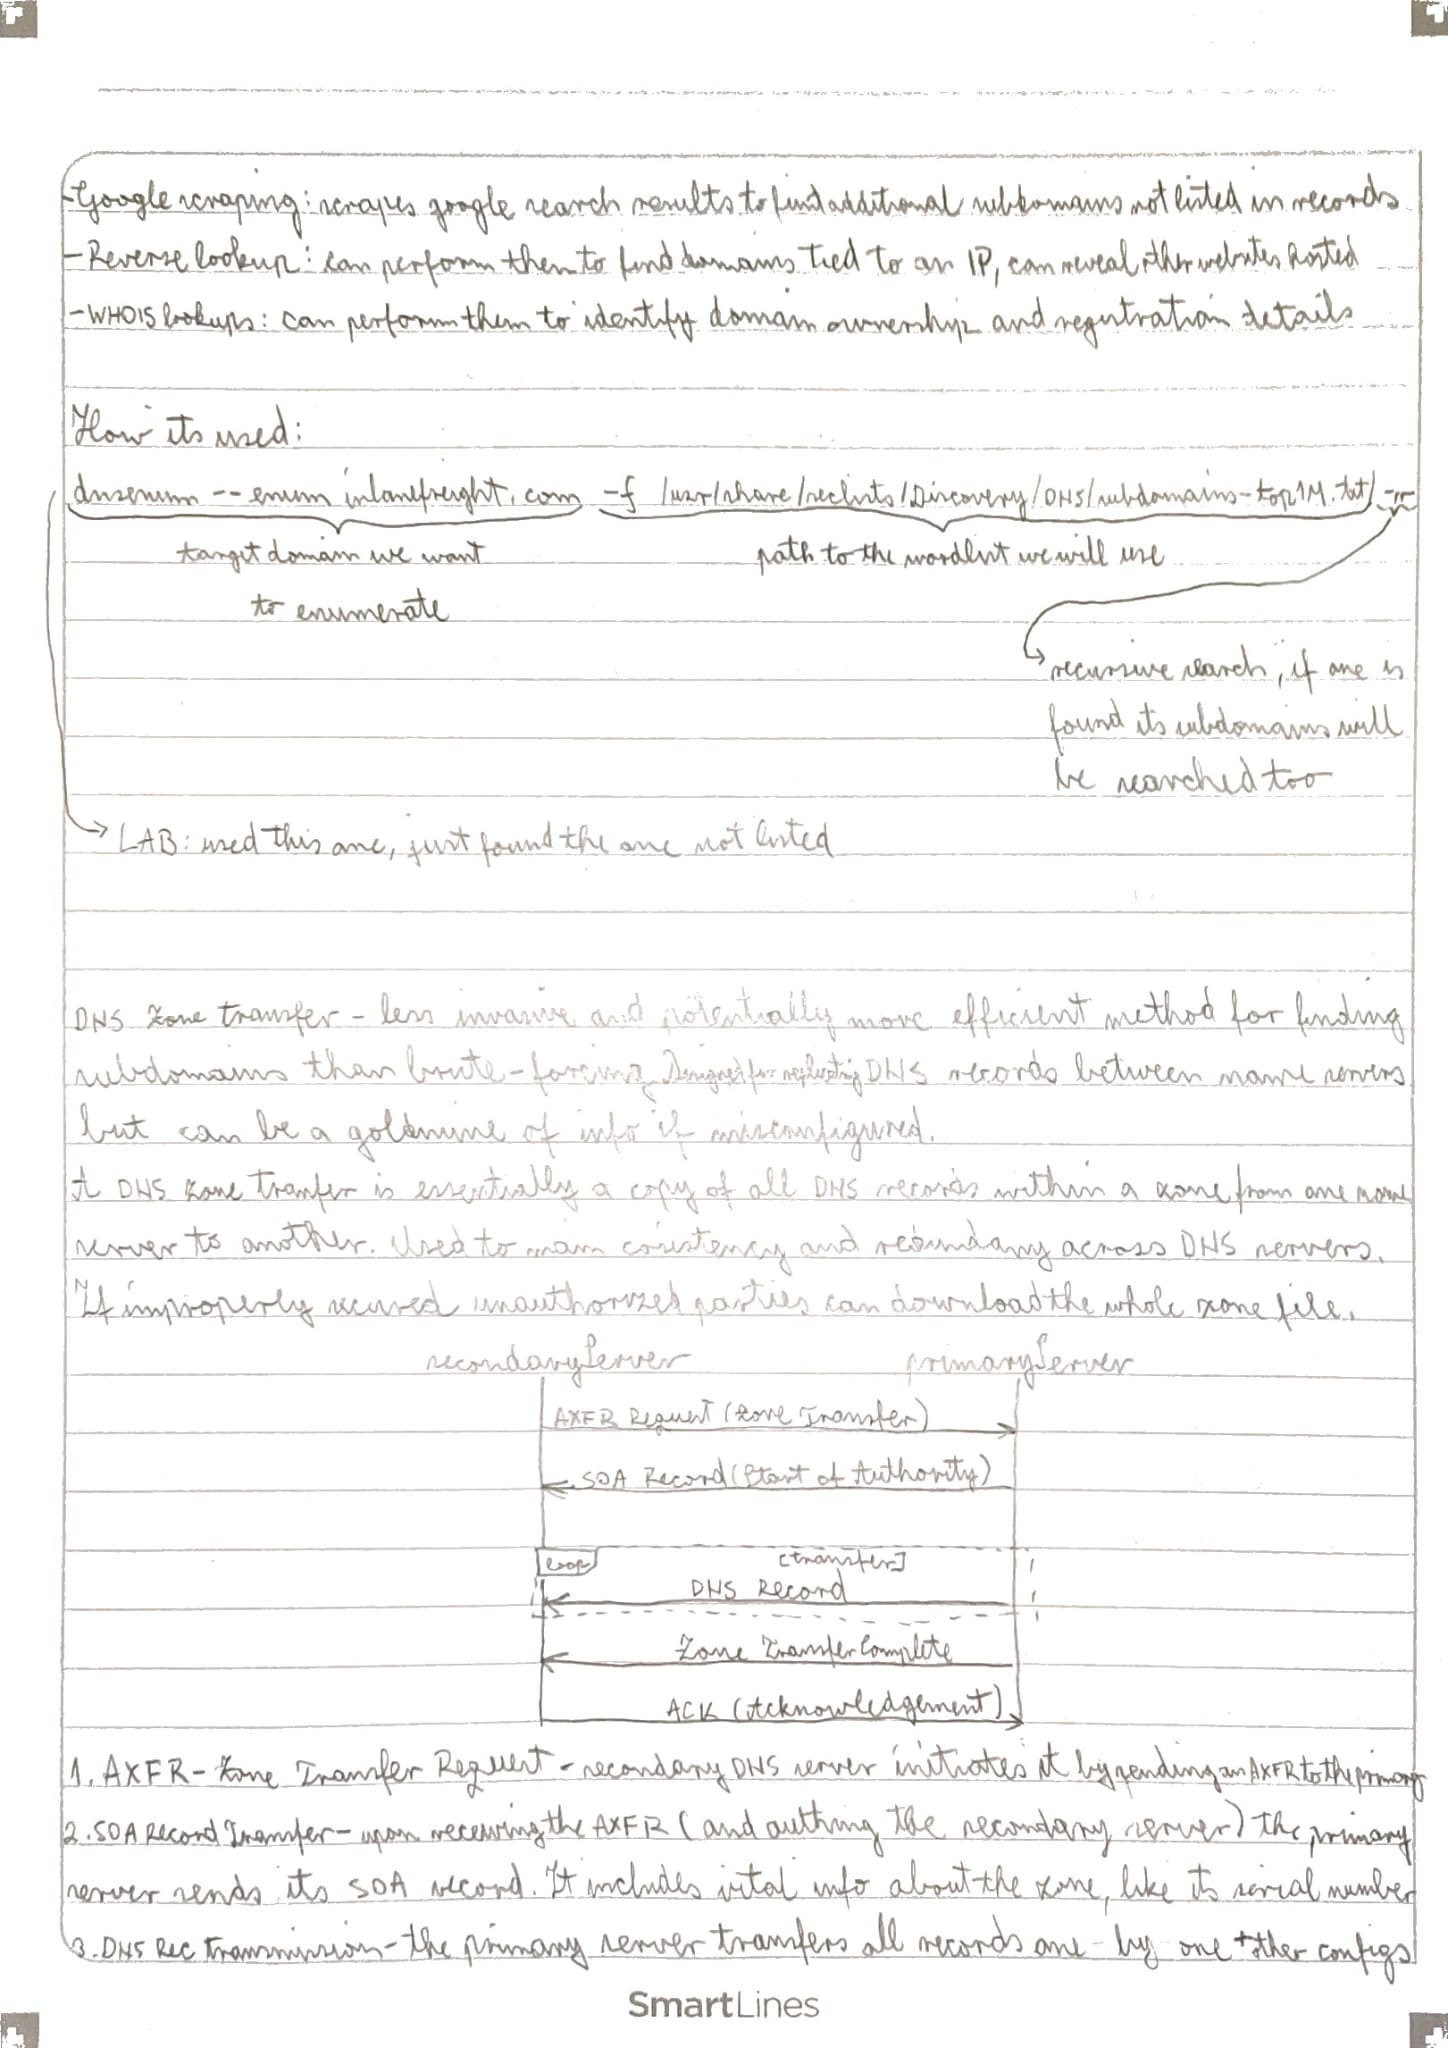 -Google scraping: scrapes google search results to find additional subdomains not listed in records
-Reverse lookup: can perform them to find domains tied to an IP, can reveal other websites hosted
-WHOIS lookups: can perform them to identify domain ownership and registration details
How its used:
dnsenum --enum inlanefreight.com -f /usr/share/seclists/Discovery/DNS/subdomains-top1M.txt -r
target domain we want path to the wordlist we will use
to enumerate
recursive search, if one is
found its subdomains will
be searched too
LAB: used this one, just found the one not listed
DNS zone transfer - less invasive and potentially more efficient method for finding
subdomains than brute-forcing. Designed for replicating DNS records between name servers
but can be a goldmine of info if misconfigured.
A DNS zone tranfer is essentially a copy of all DNS records within a zone from one name
server to another. Used to main cosistency and redundany across DNS servers.
If improperly secured unauthorized parties can download the whole zone file.
secondaryServer primaryServer
AXFR Request (Zone Transfer)
SOA Record (Start of Authority)
loop [transfer]
DNS Record
Zone Transfer Complete
ACK (Acknowledgement)
1. AXFR - Zone Transfer Request - secondary DNS server initiates it by sending an AXFR to the primary
2. SOA Record Transfer - upon receiving the AXFR (and authing the secondary server) the primary
server sends its SOA record. It includes vital info about the zone, like its serial number
3. DNS Rec Transmission - the primary server transfers all records one-by one + other configs
SmartLines